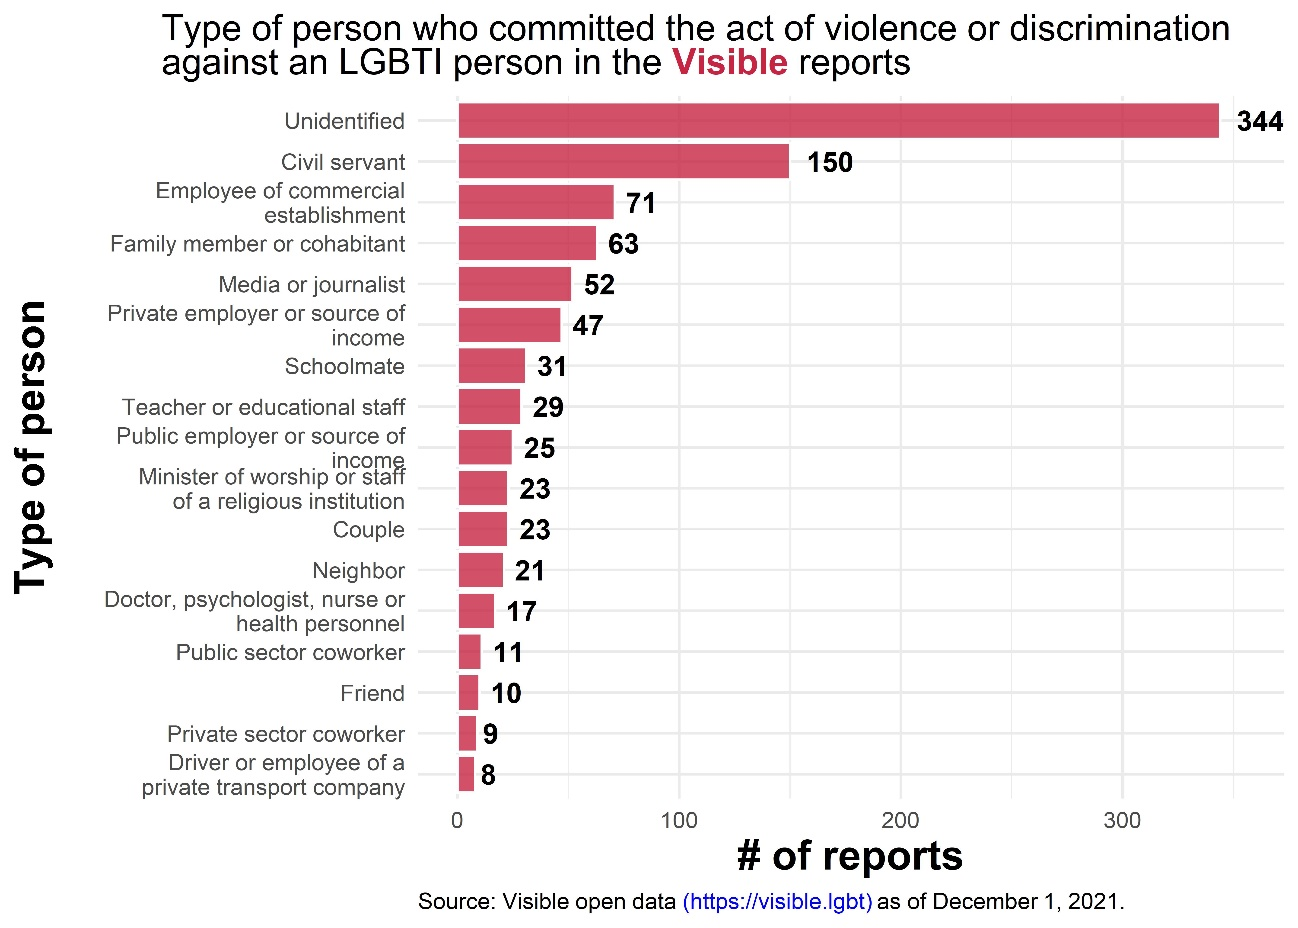 Type of person who committed the act of violence or discrimination
against an LGBTI person in the Visible reports
Type of person
Unidentified
344
Civil servant
150
Employee of commercial
establishment
71
Family member or cohabitant
63
Media or journalist
52
Private employer or source of
income
47
Schoolmate
31
Teacher or educational staff
29
Public employer or source of
income
25
Minister of worship or staff
of a religious institution
23
Couple
23
Neighbor
21
Doctor, psychologist, nurse or
health personnel
17
Public sector coworker
11
Friend
10
Private sector coworker
9
Driver or employee of a
private transport company
8
0 100 200 300
# of reports
Source: Visible open data (https://visible.lgbt) as of December 1, 2021.